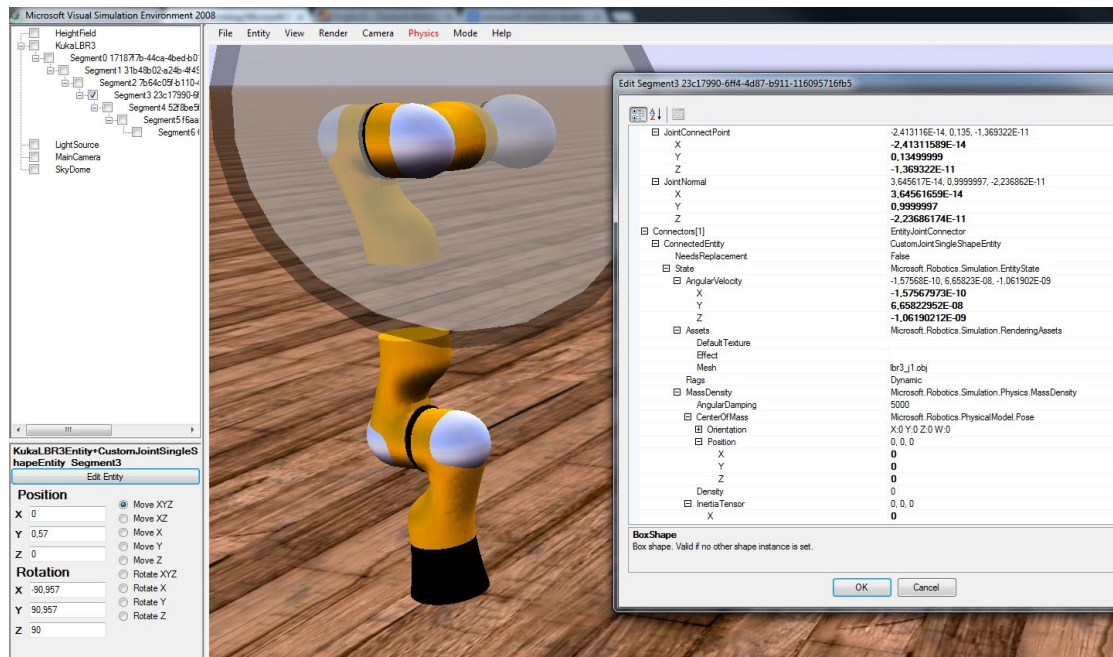 Microsoft Visual Simulation Environment 2008
HeightField
KukaLBR3
Segment0 17187f7b-44ca-4bed-b0
Segment1 31b48b02-a24b-4f49
Segment2 7b64c05f-b110-4
Segment3 23c17990-6f
Segment4 52f8be5f
Segment5 f6aa
Segment6
LightSource
MainCamera
SkyDome
File Entity View Render Camera Physics Mode Help
KukaLBR3Entity+CustomJointSingleS
hapeEntity Segment3
Edit Entity
Position
X 0
Y 0,57
Z 0
Rotation
X -90,957
Y 90,957
Z 90
Move XYZ
Move XZ
Move X
Move Y
Move Z
Rotate XYZ
Rotate X
Rotate Y
Rotate Z
Edit Segment3 23c17990-6ff4-4d87-b911-116095716fb5
JointConnectPoint -2,413116E-14, 0,135, -1,369322E-11
X -2,41311589E-14
Y 0,13499999
Z -1,369322E-11
JointNormal 3,645617E-14, 0,9999997, -2,236862E-11
X 3,64561659E-14
Y 0,9999997
Z -2,23686174E-11
Connectors[1] EntityJointConnector
ConnectedEntity CustomJointSingleShapeEntity
NeedsReplacement False
State Microsoft.Robotics.Simulation.EntityState
AngularVelocity -1,57568E-10, 6,65823E-08, -1,061902E-09
X -1,57567973E-10
Y 6,65822952E-08
Z -1,06190212E-09
Assets Microsoft.Robotics.Simulation.RenderingAssets
DefaultTexture
Effect
Mesh lbr3_j1.obj
Flags Dynamic
MassDensity Microsoft.Robotics.Simulation.Physics.MassDensity
AngularDamping 5000
CenterOfMass Microsoft.Robotics.PhysicalModel.Pose
Orientation X:0 Y:0 Z:0 W:0
Position 0, 0, 0
X 0
Y 0
Z 0
Density 0
InertiaTensor 0, 0, 0
X 0
BoxShape
Box shape. Valid if no other shape instance is set.
OK Cancel